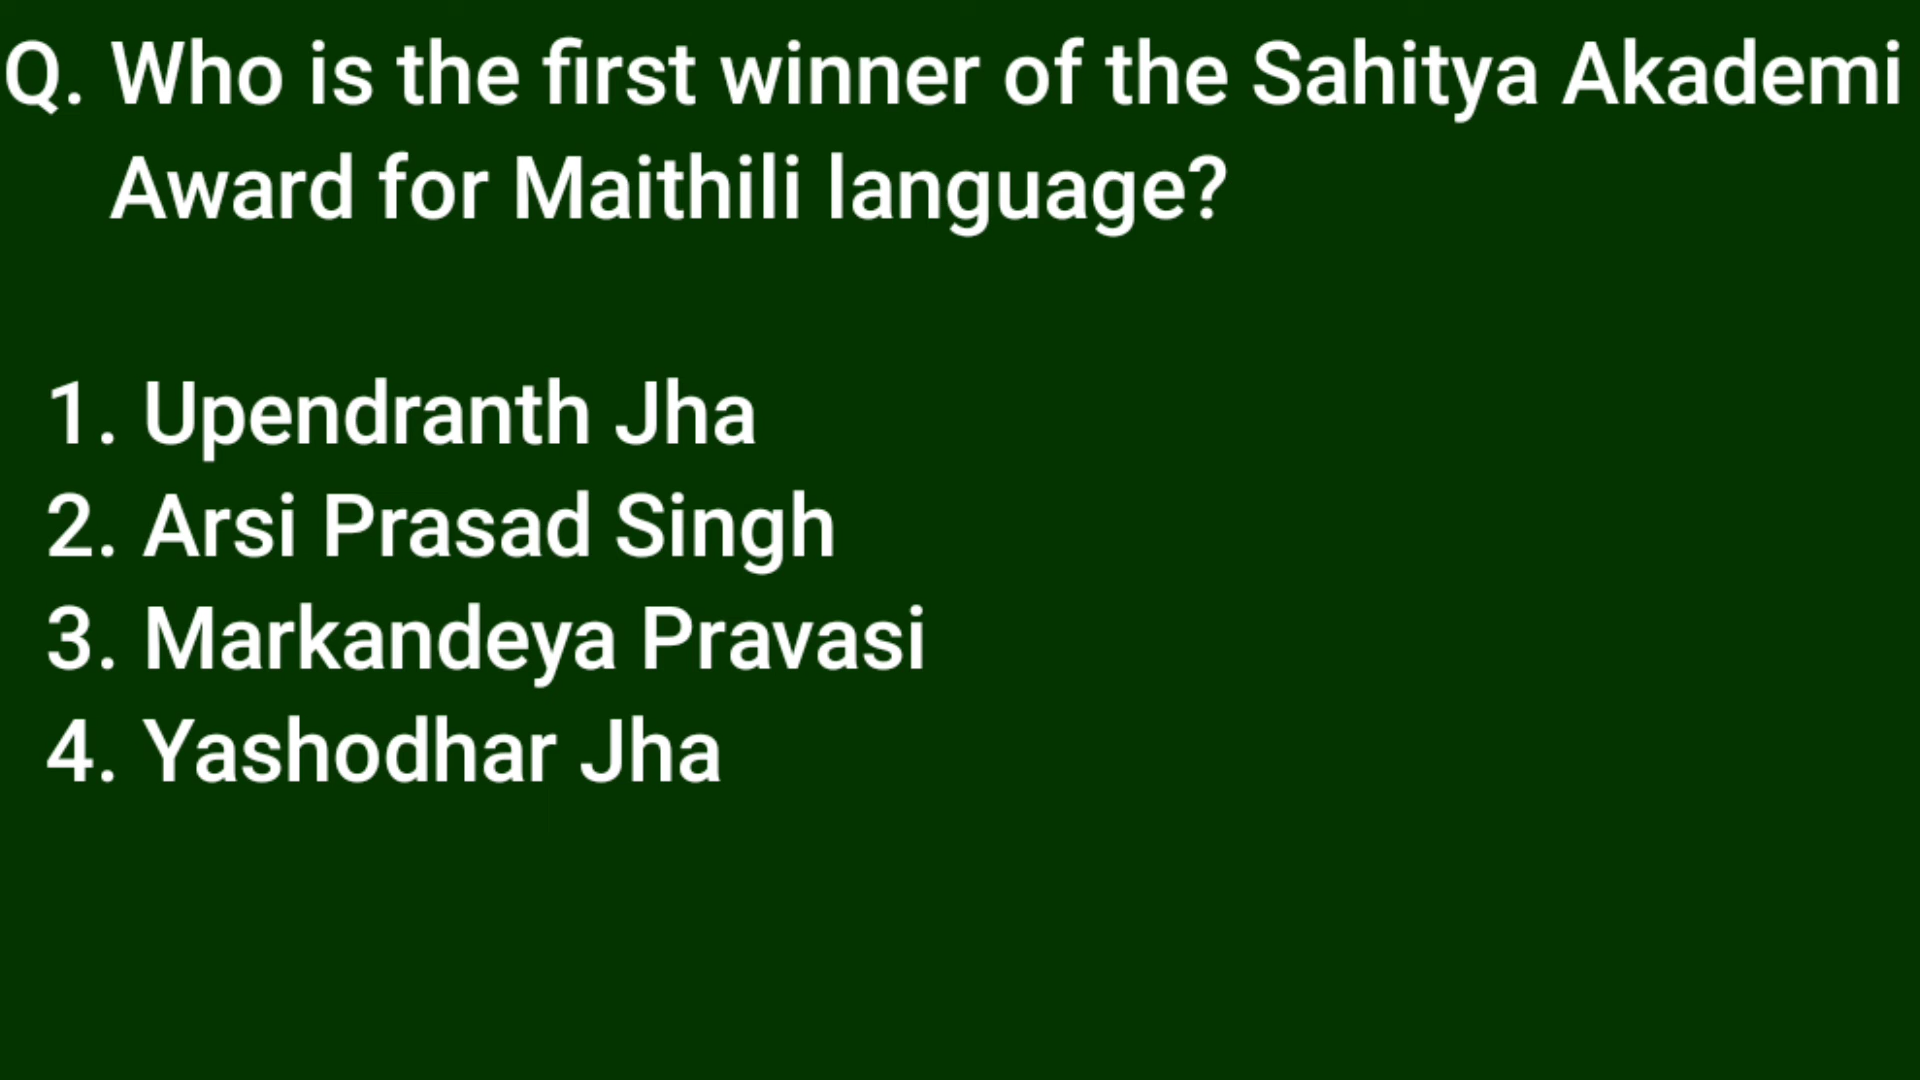 Q. Who is the first winner of the Sahitya Akademi
Award for Maithili language?
1. Upendranth Jha
2. Arsi Prasad Singh
3. Markandeya Pravasi
4. Yashodhar Jha